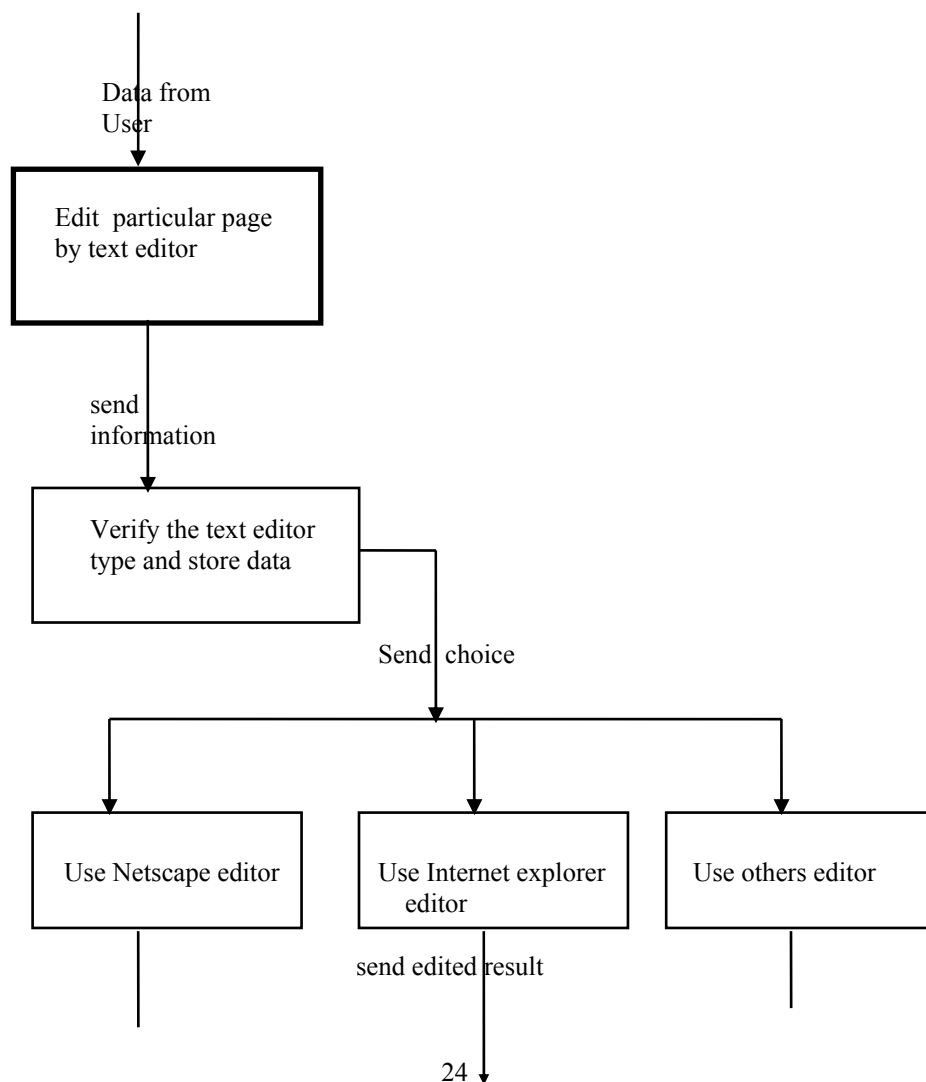 Data from
User
Edit particular page
by text editor
send
information
Verify the text editor
type and store data
Send choice
Use Netscape editor
Use Internet explorer
editor
Use others editor
send edited result
24